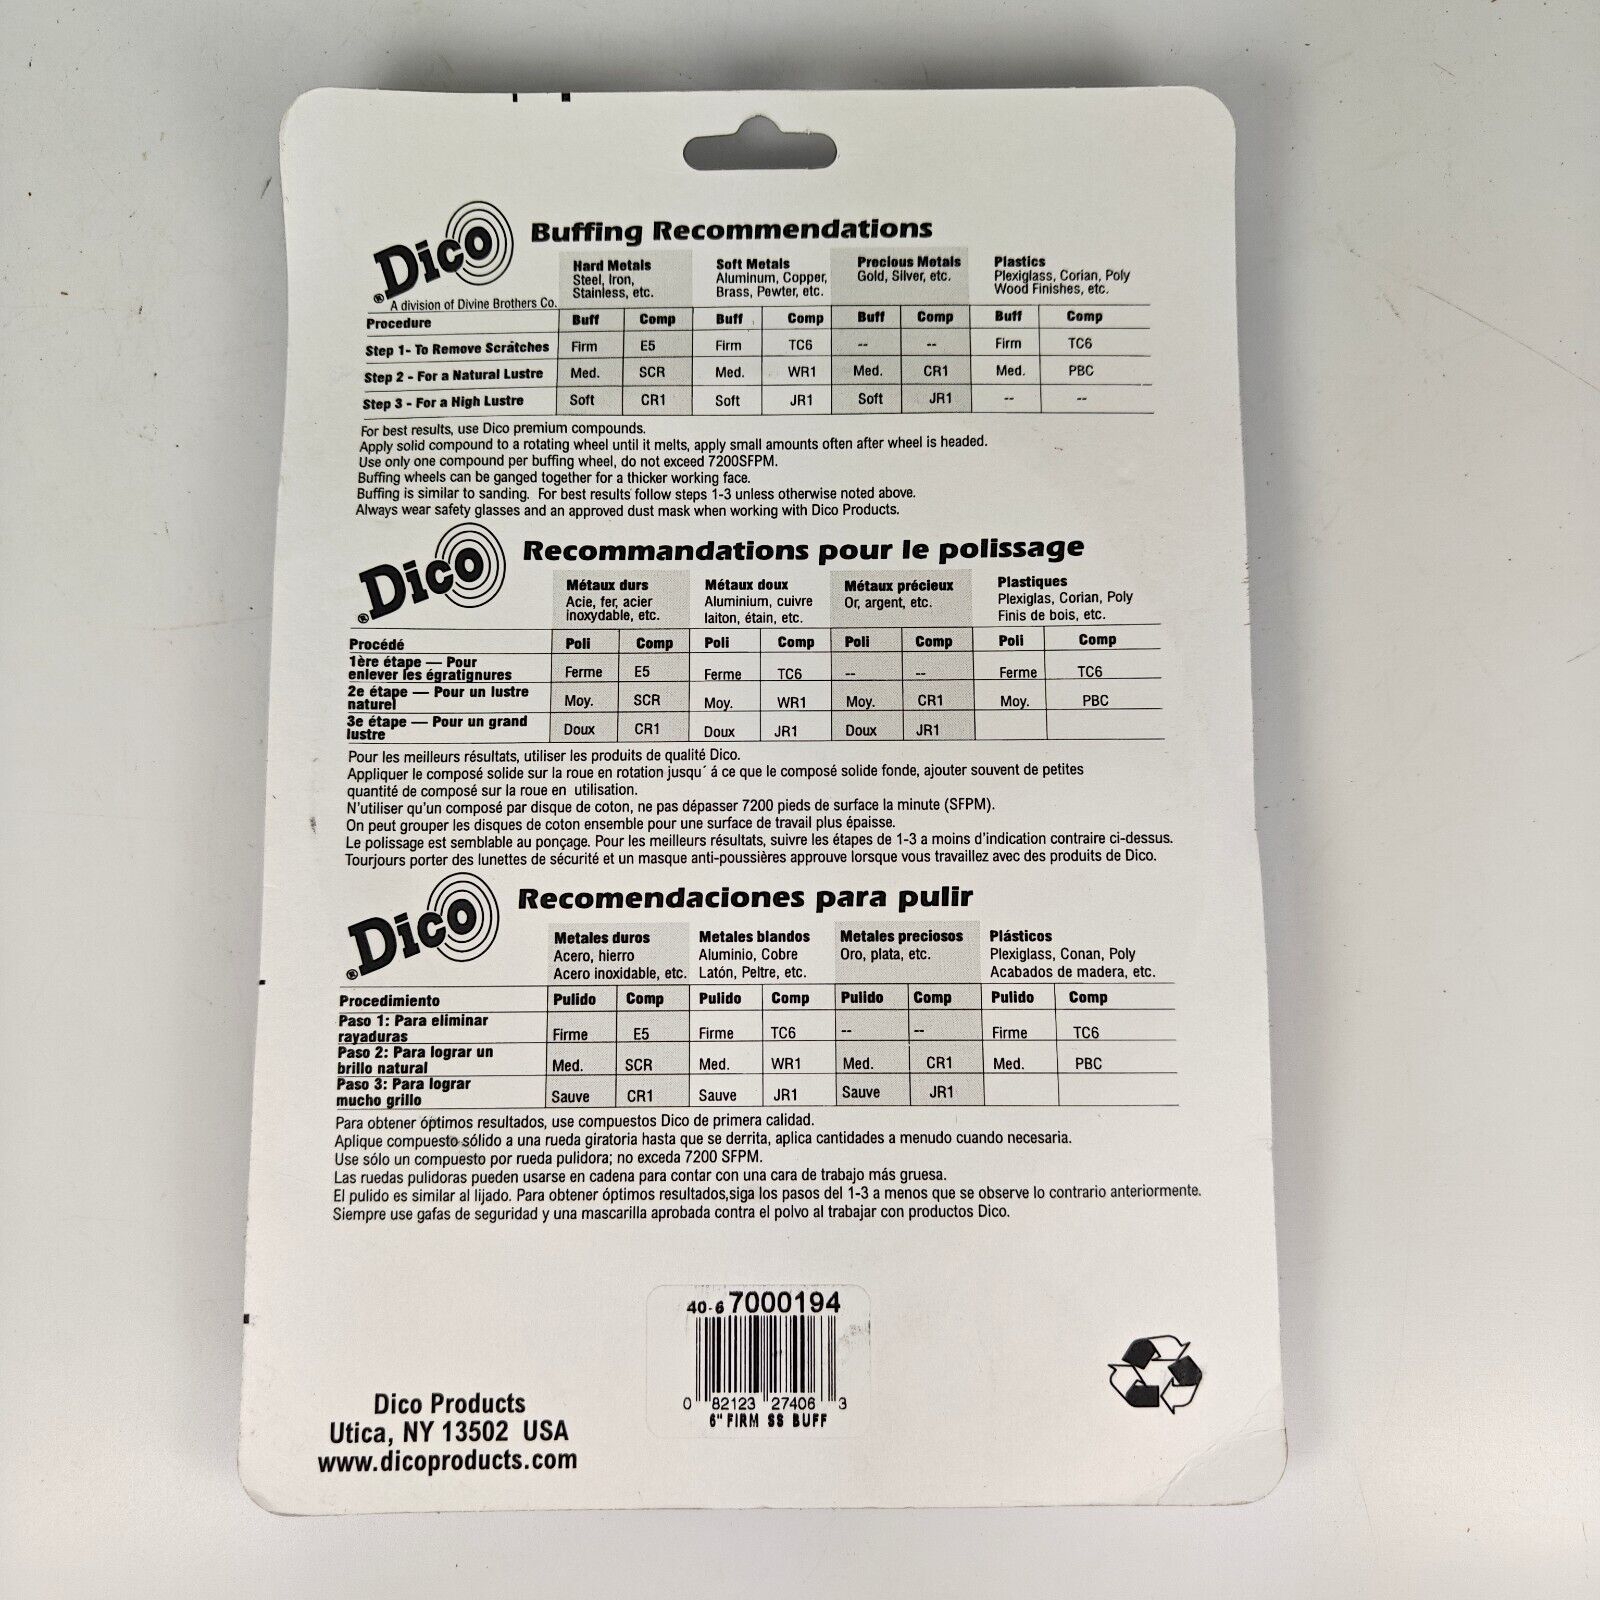 Dico
®
A division of Divine Brothers Co.
Buffing Recommendations
Hard Metals
Steel, Iron,
Stainless, etc.
Soft Metals
Aluminum, Copper,
Brass, Pewter, etc.
Precious Metals
Gold, Silver, etc.
Plastics
Plexiglass, Corian, Poly
Wood Finishes, etc.
Procedure Buff Comp Buff Comp Buff Comp Buff Comp
Step 1- To Remove Scratches Firm E5 Firm TC6 -- -- Firm TC6
Step 2 - For a Natural Lustre Med. SCR Med. WR1 Med. CR1 Med. PBC
Step 3 - For a High Lustre Soft CR1 Soft JR1 Soft JR1 -- --
For best results, use Dico premium compounds.
Apply solid compound to a rotating wheel until it melts, apply small amounts often after wheel is headed.
Use only one compound per buffing wheel, do not exceed 7200SFPM.
Buffing wheels can be ganged together for a thicker working face.
Buffing is similar to sanding. For best results follow steps 1-3 unless otherwise noted above.
Always wear safety glasses and an approved dust mask when working with Dico Products.
Dico
®
Recommandations pour le polissage
Métaux durs
Acie, fer, acier
inoxydable, etc.
Métaux doux
Aluminium, cuivre
laiton, étain, etc.
Métaux précieux
Or, argent, etc.
Plastiques
Plexiglas, Corian, Poly
Finis de bois, etc.
Procédé Poli Comp Poli Comp Poli Comp Poli Comp
1ère étape — Pour
enlever les égratignures Ferme E5 Ferme TC6 -- -- Ferme TC6
2e étape — Pour un lustre
naturel Moy. SCR Moy. WR1 Moy. CR1 Moy. PBC
3e étape — Pour un grand
lustre Doux CR1 Doux JR1 Doux JR1
Pour les meilleurs résultats, utiliser les produits de qualité Dico.
Appliquer le composé solide sur la roue en rotation jusqu´ á ce que le composé solide fonde, ajouter souvent de petites
quantité de composé sur la roue en utilisation.
N'utiliser qu'un composé par disque de coton, ne pas dépasser 7200 pieds de surface la minute (SFPM).
On peut grouper les disques de coton ensemble pour une surface de travail plus épaisse.
Le polissage est semblable au ponçage. Pour les meilleurs résultats, suivre les étapes de 1-3 a moins d'indication contraire ci-dessus.
Tourjours porter des lunettes de sécurité et un masque anti-poussières approuve lorsque vous travaillez avec des produits de Dico.
Dico
®
Recomendaciones para pulir
Metales duros
Acero, hierro
Acero inoxidable, etc.
Metales blandos
Aluminio, Cobre
Latón, Peltre, etc.
Metales preciosos
Oro, plata, etc.
Plásticos
Plexiglass, Conan, Poly
Acabados de madera, etc.
Procedimiento Pulido Comp Pulido Comp Pulido Comp Pulido Comp
Paso 1: Para eliminar
rayaduras Firme E5 Firme TC6 -- -- Firme TC6
Paso 2: Para lograr un
brillo natural Med. SCR Med. WR1 Med. CR1 Med. PBC
Paso 3: Para lograr
mucho grillo Sauve CR1 Sauve JR1 Sauve JR1
Para obtener óptimos resultados, use compuestos Dico de primera calidad.
Aplique compuesto sólido a una rueda giratoria hasta que se derrita, aplica cantidades a menudo cuando necesaria.
Use sólo un compuesto por rueda pulidora; no exceda 7200 SFPM.
Las ruedas pulidoras pueden usarse en cadena para contar con una cara de trabajo más gruesa.
El pulido es similar al lijado. Para obtener óptimos resultados,siga los pasos del 1-3 a menos que se observe lo contrario anteriormente.
Siempre use gafas de seguridad y una mascarilla aprobada contra el polvo al trabajar con productos Dico.
40-6 7000194
0 82123 27406 3
6" FIRM SS BUFF
Dico Products
Utica, NY 13502 USA
www.dicoproducts.com